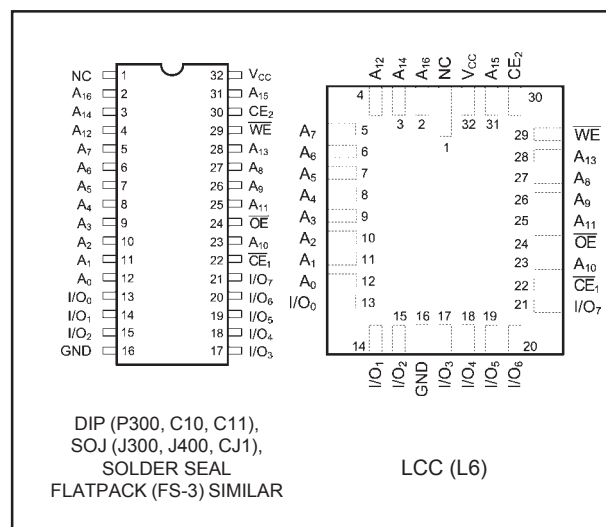 NC 1 32 VCC
A16 2 31 A15
A14 3 30 CE2
A12 4 29 W̅E̅
A7 5 28 A13
A6 6 27 A8
A5 7 26 A9
A4 8 25 A11
A3 9 24 O̅E̅
A2 10 23 A10
A1 11 22 C̅E̅1
A0 12 21 I/O7
I/O0 13 20 I/O6
I/O1 14 19 I/O5
I/O2 15 18 I/O4
GND 16 17 I/O3
DIP (P300, C10, C11),
SOJ (J300, J400, CJ1),
SOLDER SEAL
FLATPACK (FS-3) SIMILAR
A12 A14 A16 NC VCC A15 CE2
4 3 2 1 32 31 30
A7 5 29 W̅E̅
A6 6 28 A13
A5 7 27 A8
A4 8 26 A9
A3 9 25 A11
A2 10 24 O̅E̅
A1 11 23 A10
A0 12 22 C̅E̅1
I/O0 13 21 I/O7
14 15 16 17 18 19 20
I/O1 I/O2 GND I/O3 I/O4 I/O5 I/O6
LCC (L6)